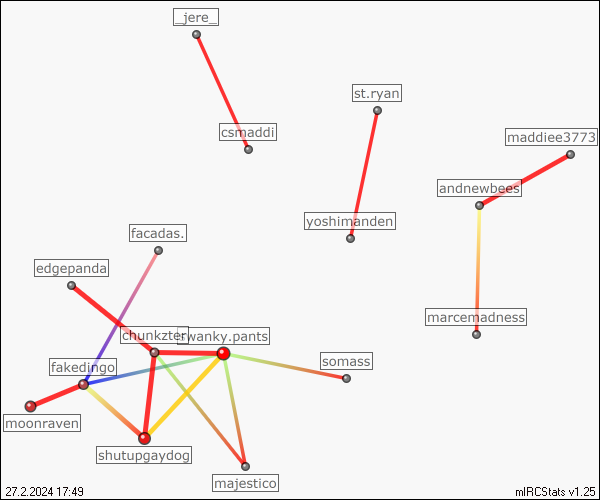 _jere_
st.ryan
csmaddi
maddiee3773
andnewbees
yoshimanden
facadas.
edgepanda
marcemadness
chunkzter
wanky.pants
somass
fakedingo
moonraven
shutupgaydog
majestico
27.2.2024 17:49
mIRCStats v1.25